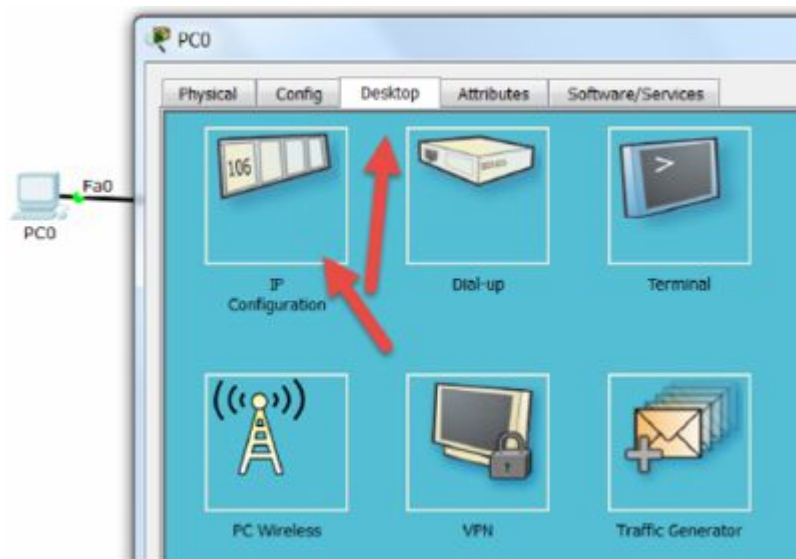 PC0
Physical Config Desktop Attributes Software/Services
106
>
Fa0
PC0
IP
Configuration
Dial-up
Terminal
PC Wireless
VPN
Traffic Generator